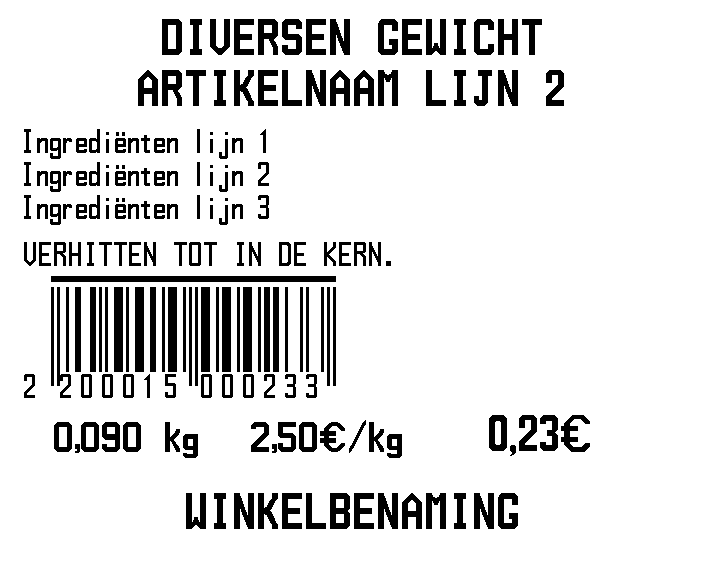 DIVERSEN GEWICHT
ARTIKELNAAM LIJN 2
Ingrediënten lijn 1
Ingrediënten lijn 2
Ingrediënten lijn 3
VERHITTEN TOT IN DE KERN.
2 200015 000233
0,090 kg 2,50€/kg 0,23€
WINKELBENAMING